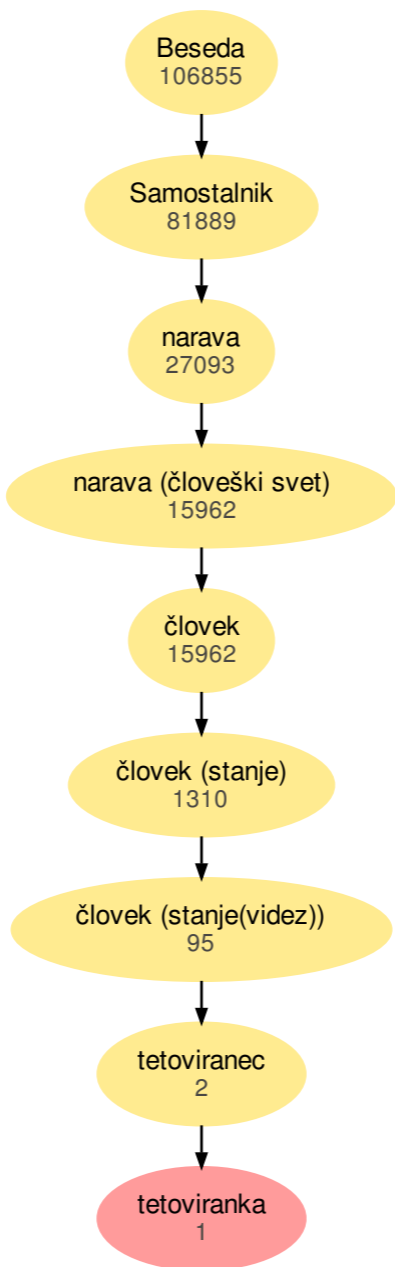 Beseda
106855
Samostalnik
81889
narava
27093
narava (človeški svet)
15962
človek
15962
človek (stanje)
1310
človek (stanje(videz))
95
tetoviranec
2
tetoviranka
1